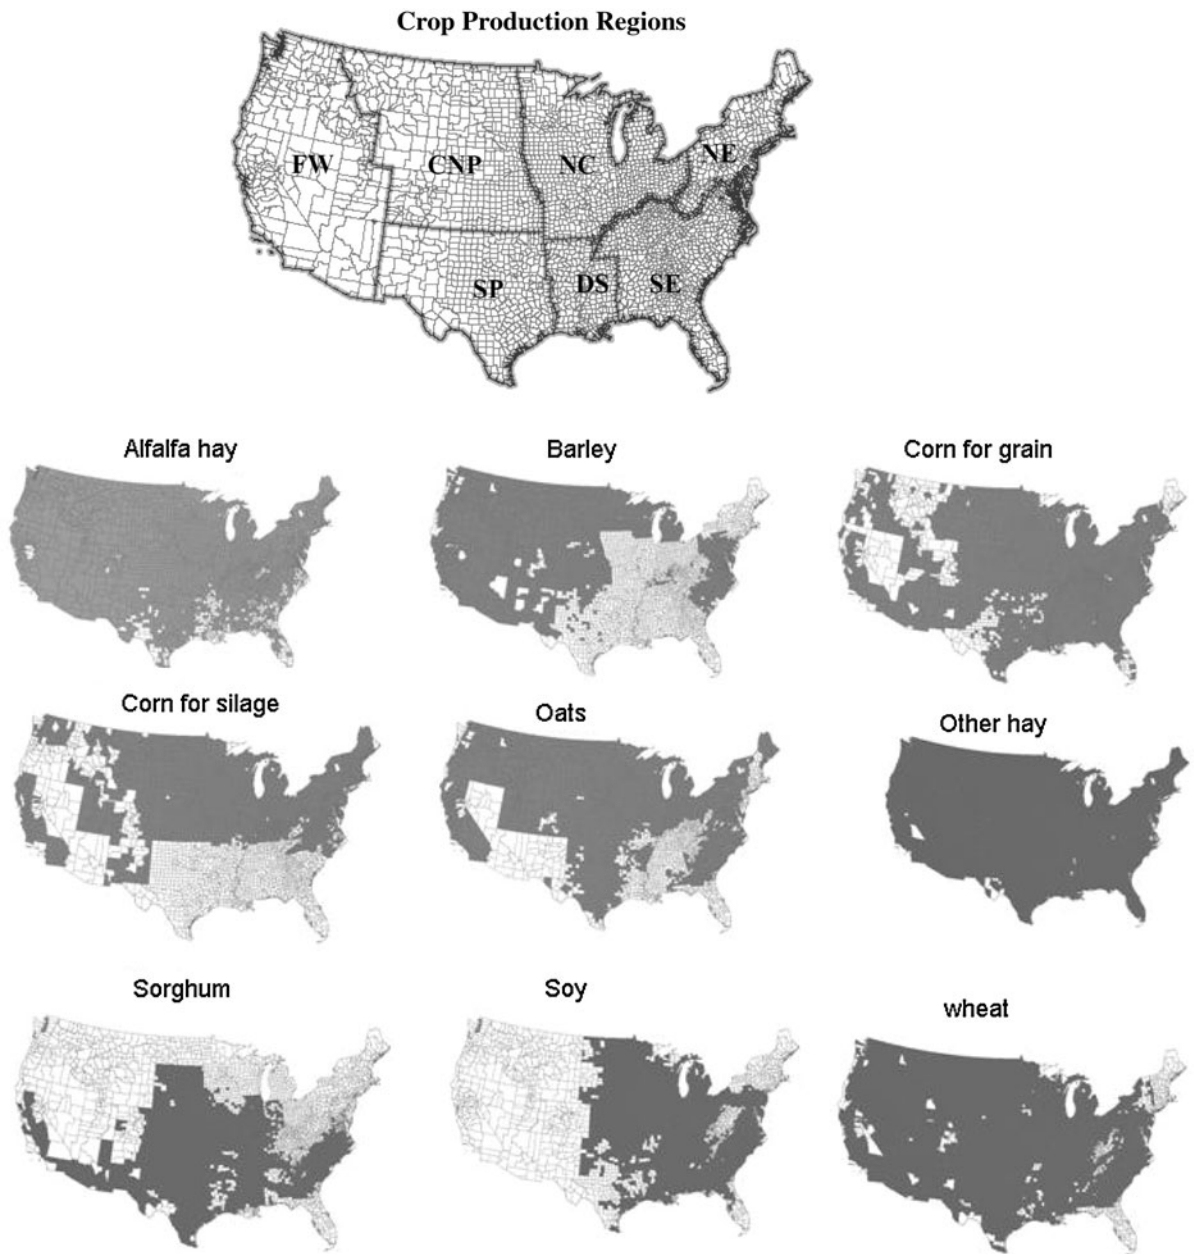 Crop Production Regions
FW
CNP
NC
NE
SP
DS
SE
Alfalfa hay
Barley
Corn for grain
Corn for silage
Oats
Other hay
Sorghum
Soy
wheat